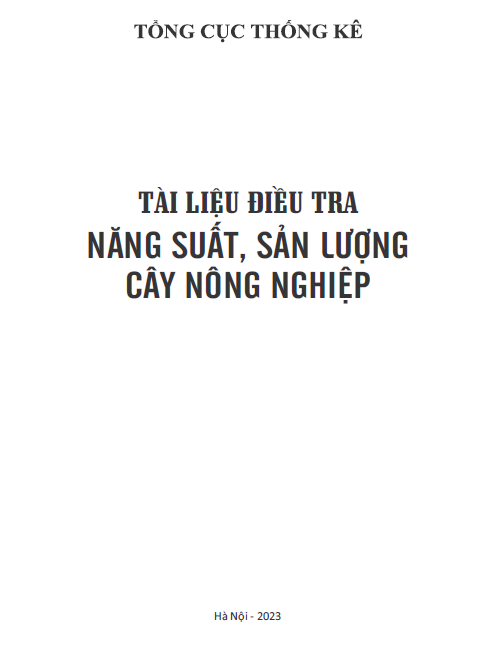 TỔNG CỤC THỐNG KÊ
TÀI LIỆU ĐIỀU TRA
NĂNG SUẤT, SẢN LƯỢNG
CÂY NÔNG NGHIỆP
Hà Nội - 2023